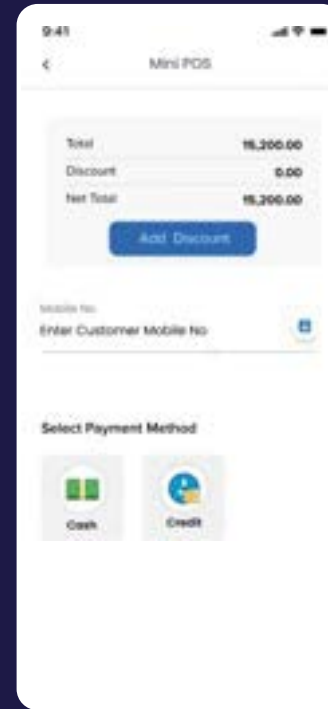 9:41
Mini POS
Total 15,200.00
Discount 0.00
Net Total 15,200.00
Add Discount
Mobile No.
Enter Customer Mobile No
Select Payment Method
Cash Credit